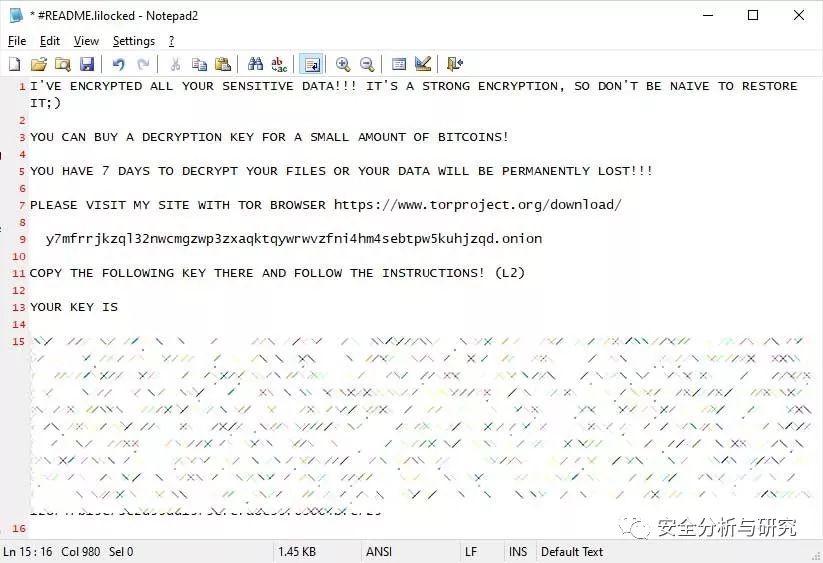 * #README.lilocked - Notepad2
File Edit View Settings ?
1 I'VE ENCRYPTED ALL YOUR SENSITIVE DATA!!! IT'S A STRONG ENCRYPTION, SO DON'T BE NAIVE TO RESTORE
IT;)
2
3 YOU CAN BUY A DECRYPTION KEY FOR A SMALL AMOUNT OF BITCOINS!
4
5 YOU HAVE 7 DAYS TO DECRYPT YOUR FILES OR YOUR DATA WILL BE PERMANENTLY LOST!!!
6
7 PLEASE VISIT MY SITE WITH TOR BROWSER https://www.torproject.org/download/
8
9 y7mfrrjkzql32nwcmgzwp3zxaqktqywrwvzfni4hm4sebtpw5kuhjzqd.onion
10
11 COPY THE FOLLOWING KEY THERE AND FOLLOW THE INSTRUCTIONS! (L2)
12
13 YOUR KEY IS
14
15
16
安全分析与研究
Ln 15 : 16 Col 980 Sel 0 1.45 KB ANSI LF INS Default Text